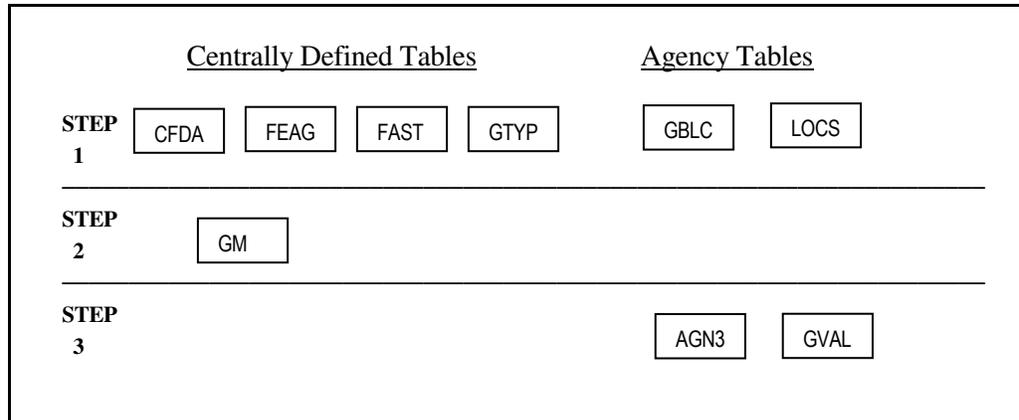 Centrally Defined Tables Agency Tables
STEP 1 CFDA FEAG FAST GTYP GBLC LOCS
STEP 2 GM
STEP 3 AGN3 GVAL